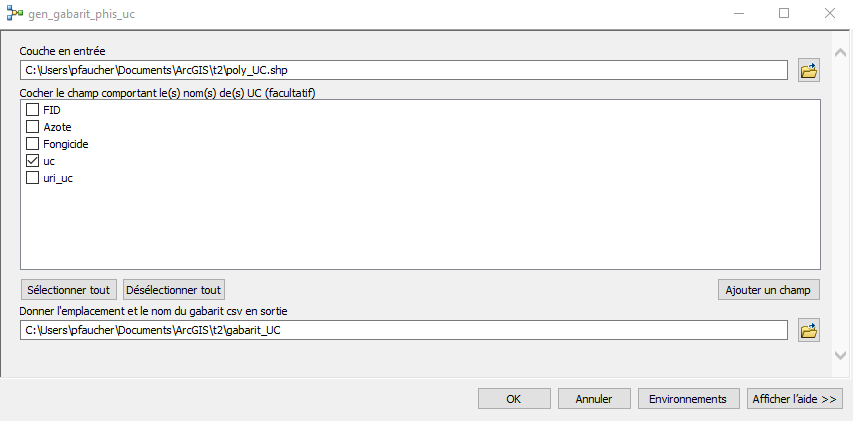 gen_gabarit_phis_uc
Couche en entrée
C:\Users\pfaucher\Documents\ArcGIS\t2\poly_UC.shp
Cocher le champ comportant le(s) nom(s) de(s) UC (facultatif)
FID
Azote
Fongicide
uc
uri_uc
Sélectionner tout Désélectionner tout Ajouter un champ
Donner l'emplacement et le nom du gabarit csv en sortie
C:\Users\pfaucher\Documents\ArcGIS\t2\gabarit_UC
OK Annuler Environnements Afficher l'aide >>